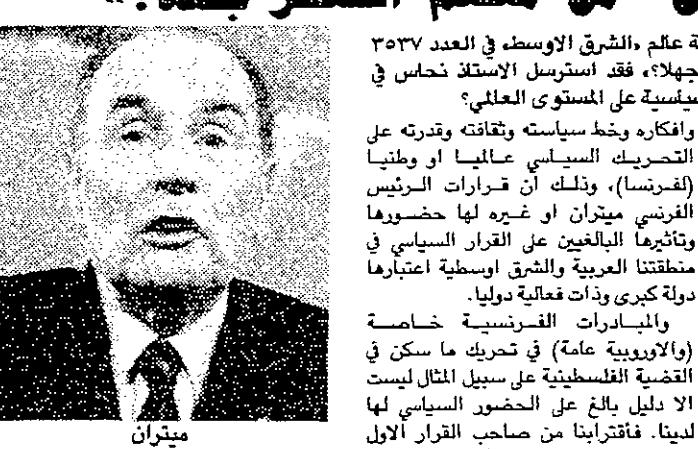 من
ة عالم «الشرق الاوسط» في العدد ٣٥٣٧
جهلا؟، فقد استرسل الاستاذ نحاس في
سياسية على المستوى العالمي؟
وافكاره وخط سياسته وثقافته وقدرته على
التحريك السياسي عالميا او وطنيا
(لفرنسا)، وذلك أن قرارات الرئيس
الفرنسي ميتران او غيره لها حضورها
وتأثيرها البالغيين على القرار السياسي في
منطقتنا العربية والشرق اوسطية اعتبارها
دولة كبرى وذات فعالية دوليا.
والمبادرات الفرنسية خاصة
(والاوروبية عامة) في تحريك ما سكن في
القضية الفلسطينية على سبيل المثال ليست
الا دليل بالغ على الحضور السياسي لها
لدينا. فأقترابنا من صاحب القرار الاول
ميتران